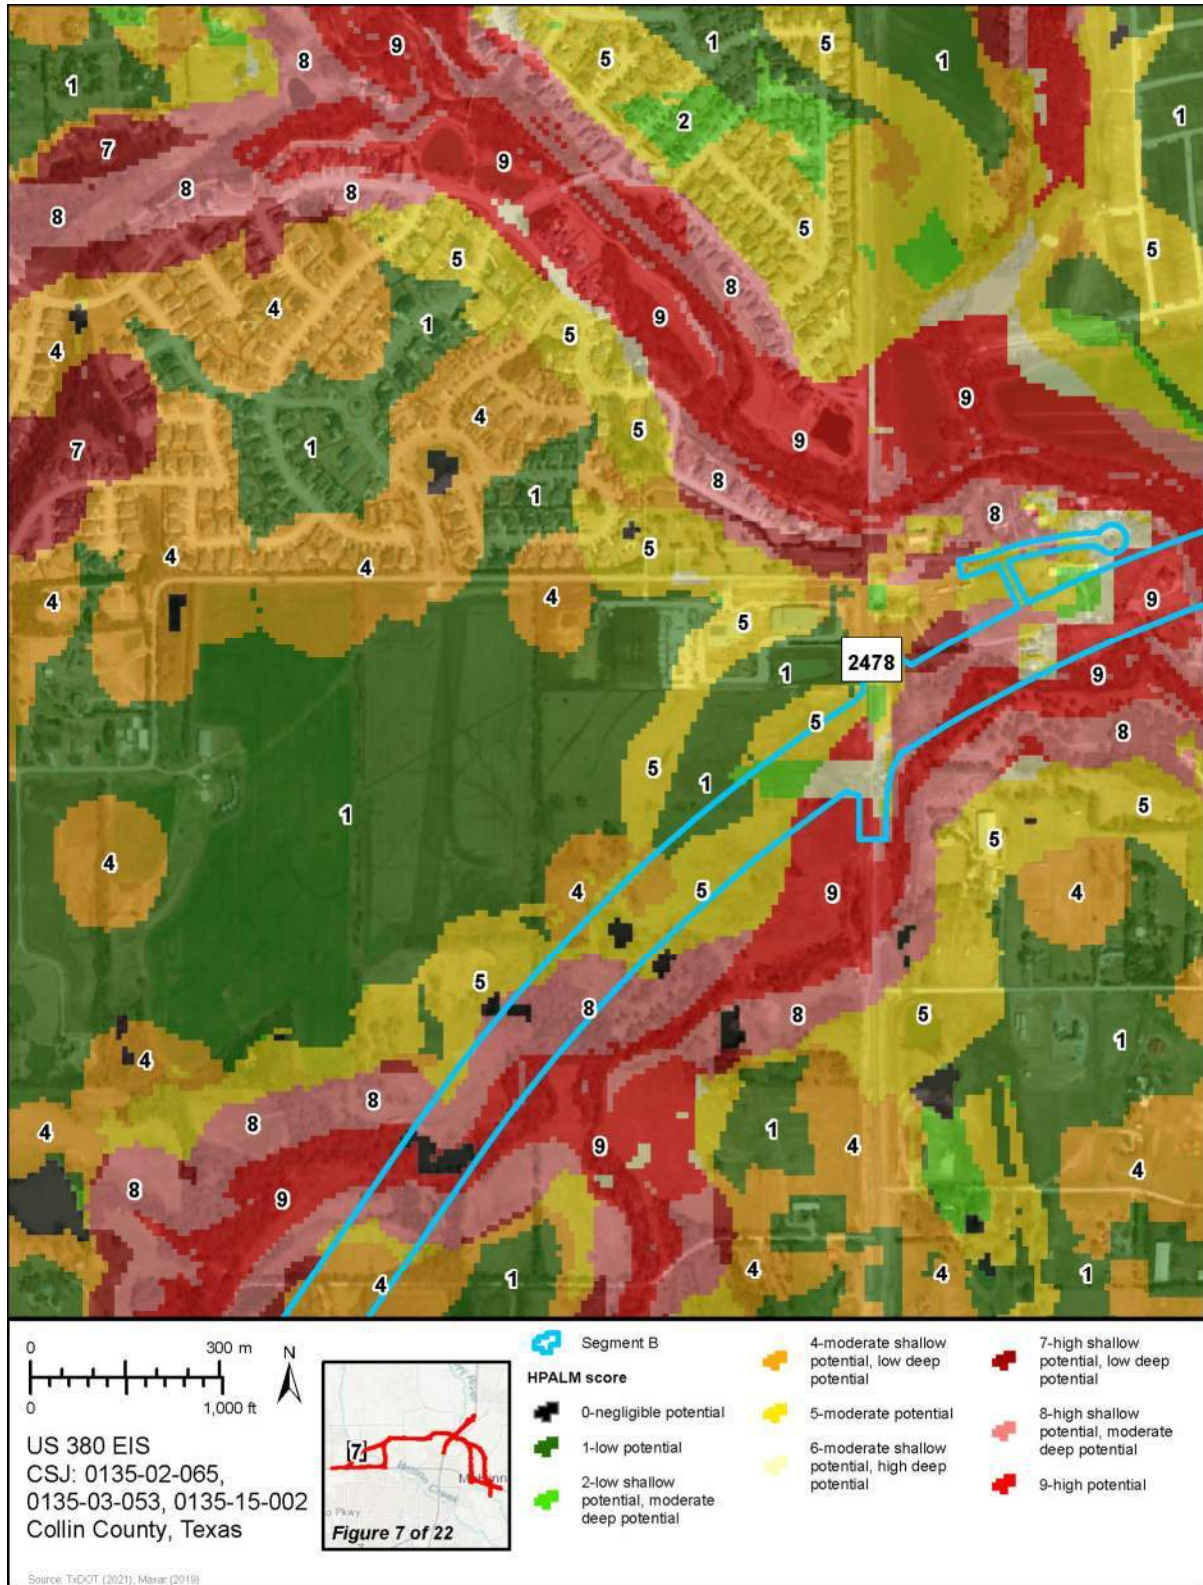 9
1
5
1
8
5
2
1
7
9
8
8
8
5
5
5
4
8
1
9
5
4
4
9
4
5
7
1
9
8
1
8
5
4
4
4
4
9
5
2478
1
9
5
8
5
1
1
5
5
4
4
4
5
9
5
8
8
5
1
4
8
8
1
4
9
4
4
8
9
4
4
4
1
1
0 300 m
0 1,000 ft
N
US 380 EIS
CSJ: 0135-02-065,
0135-03-053, 0135-15-002
Collin County, Texas
Source: TxDOT (2021), Maxar (2019)
[7]
Figure 7 of 22
Segment B
HPALM score
0-negligible potential
1-low potential
2-low shallow
potential, moderate
deep potential
4-moderate shallow
potential, low deep
potential
5-moderate potential
6-moderate shallow
potential, high deep
potential
7-high shallow
potential, low deep
potential
8-high shallow
potential, moderate
deep potential
9-high potential